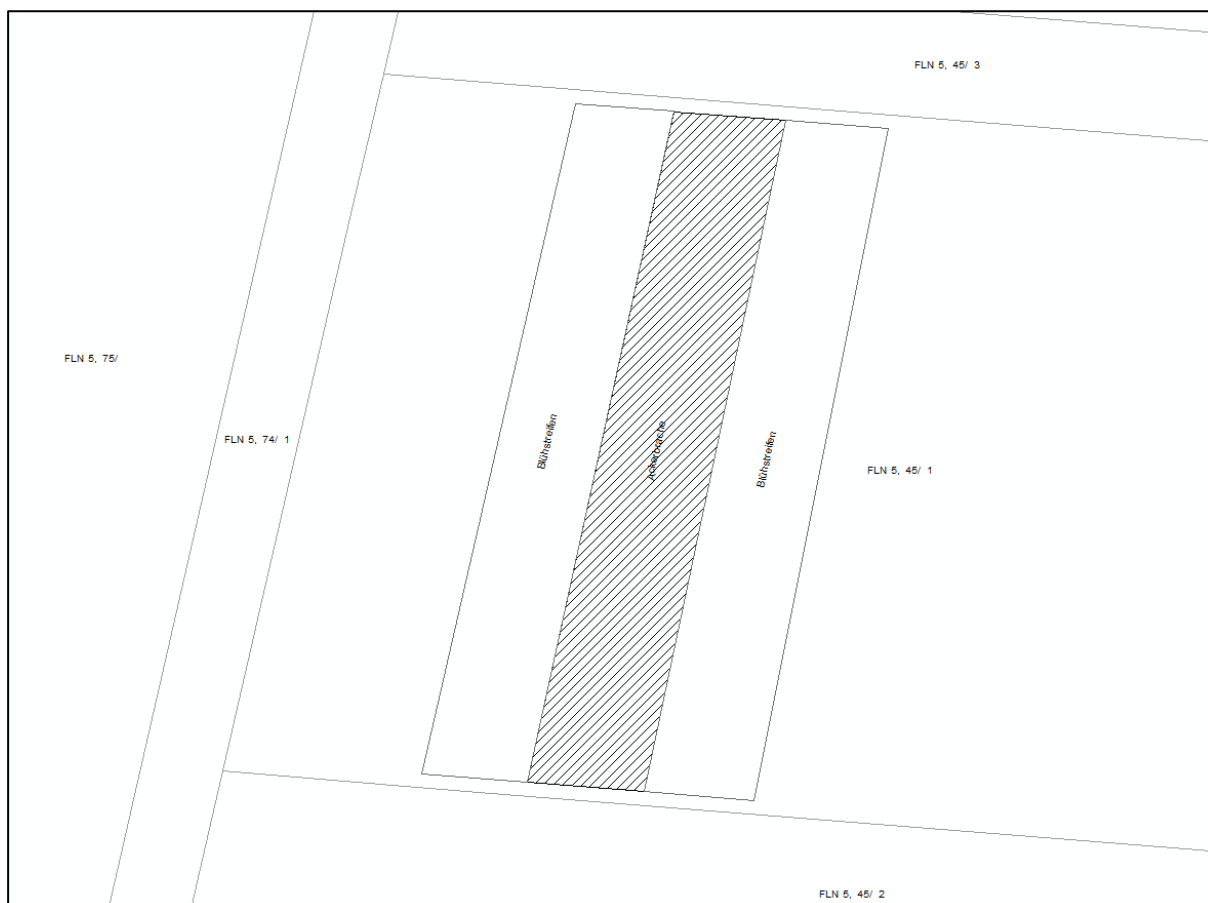 FLN 5, 45/ 3
FLN 5, 75/
FLN 5, 74/ 1
Blühstreifen
Ackerbrache
Blühstreifen
FLN 5, 45/ 1
FLN 5, 45/ 2